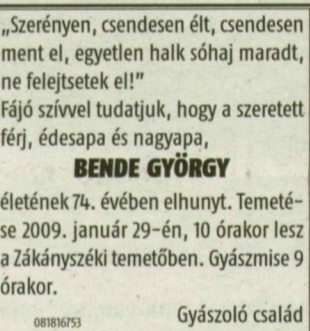 „Szerényen, csendesen élt, csendesen
ment el, egyetlen halk sóhaj maradt,
ne felejtsetek el!”
Fájó szívvel tudatjuk, hogy a szeretett
férj, édesapa és nagyapa,
BENDE GYÖRGY
életének 74. évében elhunyt. Temeté-
se 2009. január 29-én, 10 órakor lesz
a Zákányszéki temetőben. Gyászmise 9
órakor.
081816753 Gyászoló család